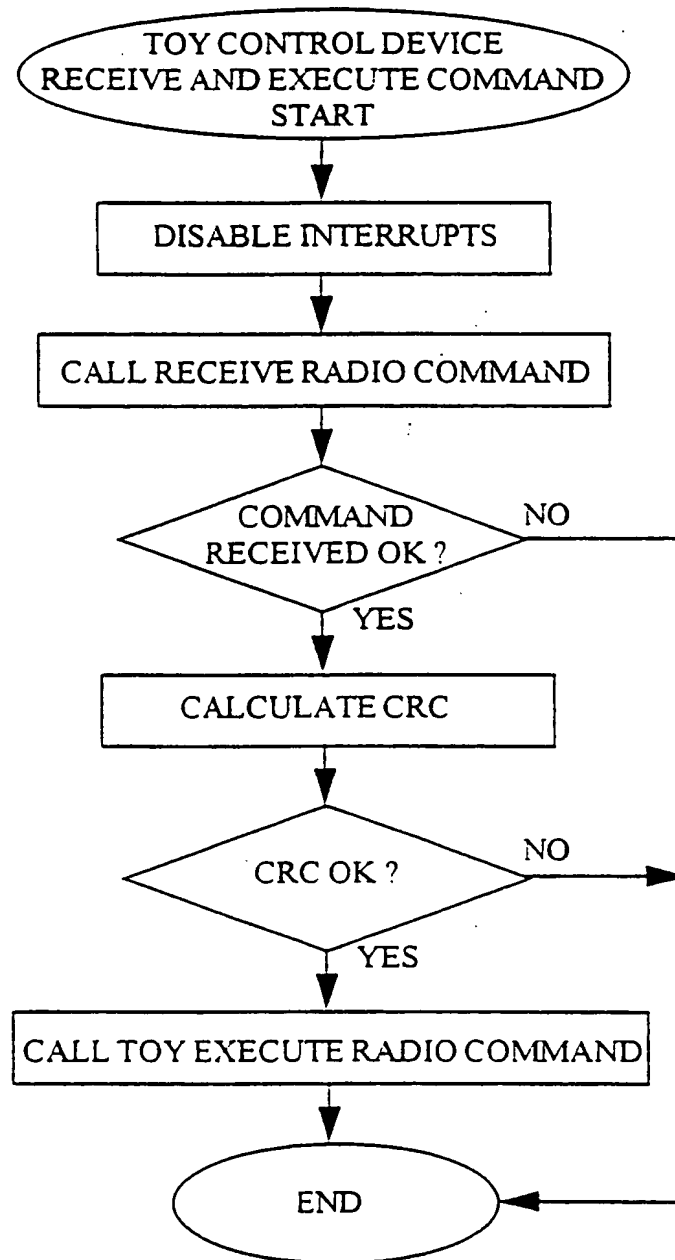 TOY CONTROL DEVICE
RECEIVE AND EXECUTE COMMAND
START
DISABLE INTERRUPTS
CALL RECEIVE RADIO COMMAND
COMMAND
RECEIVED OK ?
NO
YES
CALCULATE CRC
CRC OK ?
NO
YES
CALL TOY EXECUTE RADIO COMMAND
END